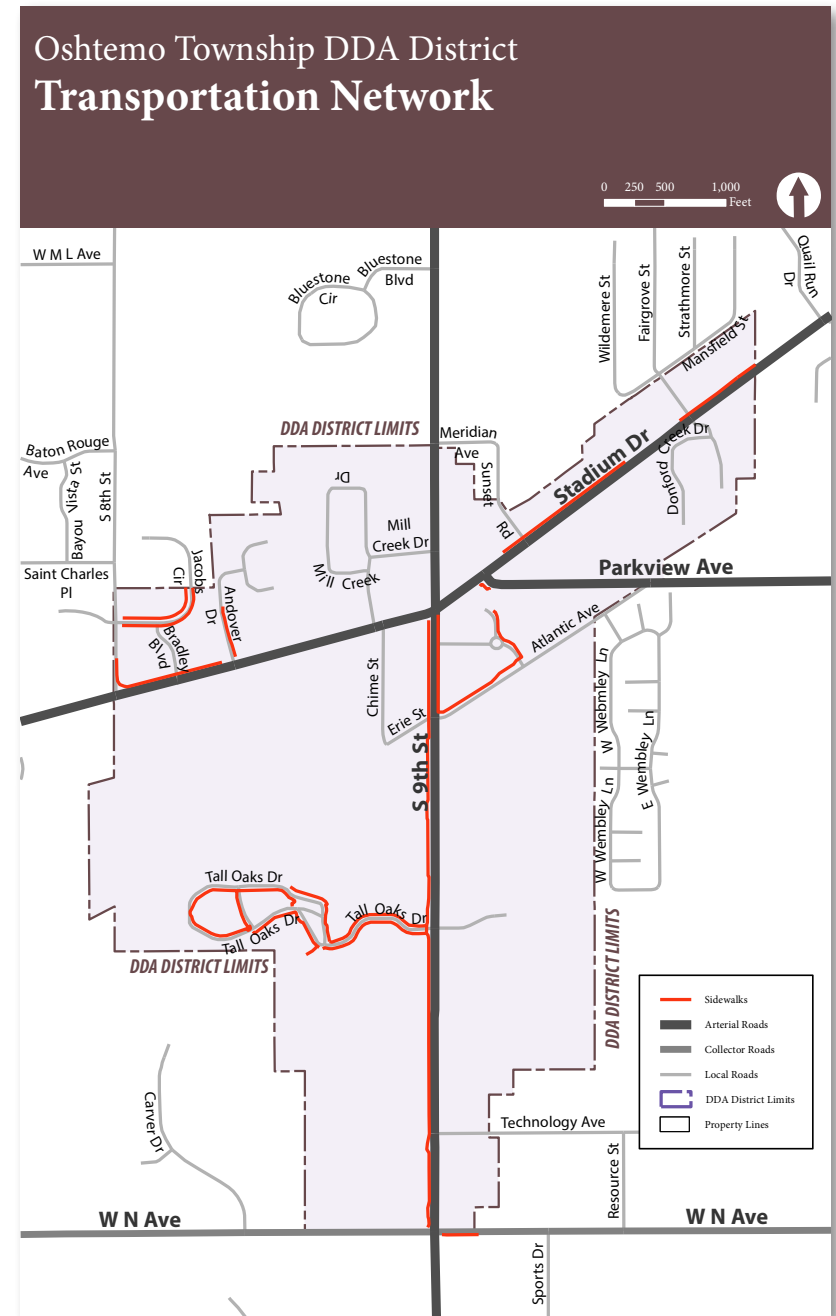 Oshtemo Township DDA District
Transportation Network
0 250 500 1,000
Feet
W M L Ave
Bluestone
Cir
Bluestone
Blvd
Wildemere St
Fairgrove St
Strathmore St
Mansfield St
Quail Run
Dr
DDA DISTRICT LIMITS
Meridian
Ave
Sunset
Rd
Stadium Dr
Donford Creek Dr
Baton Rouge
Ave
Bayou Vista St
S 8th St
Dr
Mill
Creek Dr
Mill Creek
Saint Charles
Pl
Jacobs
Cir
Andover
Dr
Bradley
Blvd
Parkview Ave
Atlantic Ave
Chime St
Erie St
S 9th St
W Webmley Ln
E Wembley Ln
W Wembley Ln
Tall Oaks Dr
Tall Oaks Dr
Tall Oaks Dr
DDA DISTRICT LIMITS
DDA DISTRICT LIMITS
Sidewalks
Arterial Roads
Collector Roads
Local Roads
DDA District Limits
Property Lines
Carver Dr
Technology Ave
Resource St
W N Ave
W N Ave
Sports Dr